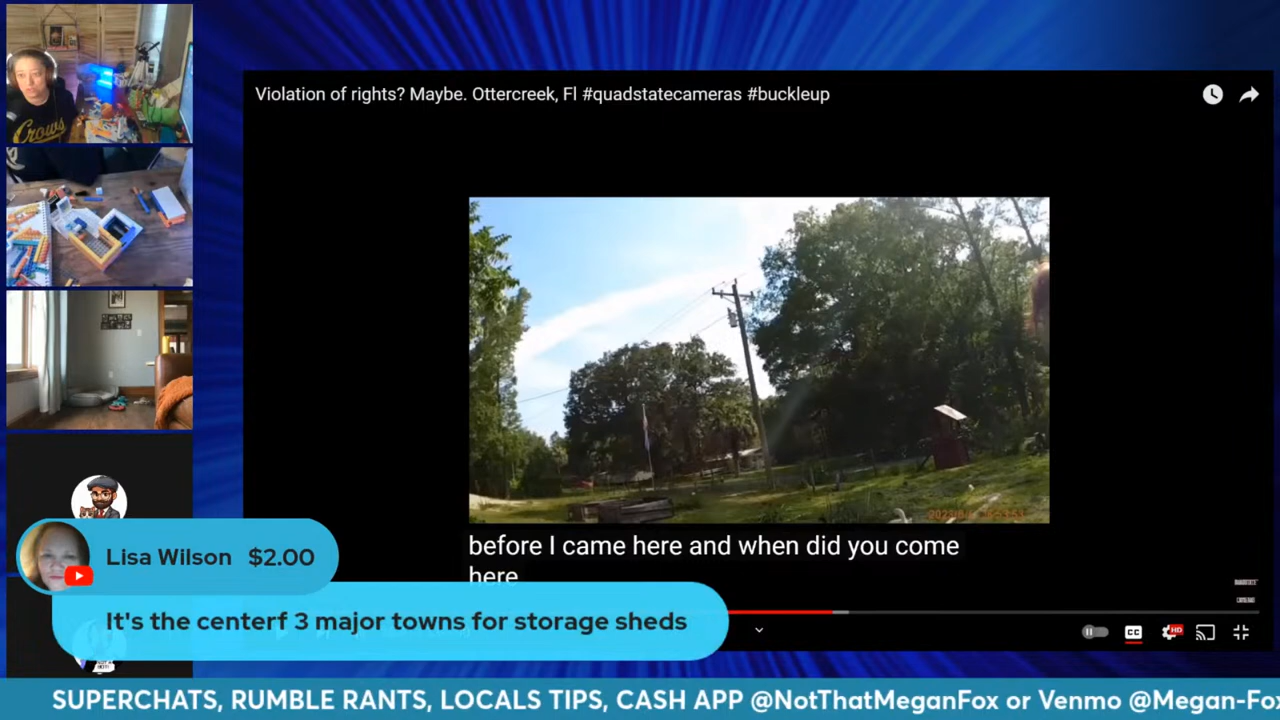 Violation of rights? Maybe. Ottercreek, Fl #quadstatecameras #buckleup
Crows
before I came here and when did you come
here
Lisa Wilson $2.00
It's the centerf 3 major towns for storage sheds
CC
HD
SUPERCHATS, RUMBLE RANTS, LOCALS TIPS, CASH APP @NotThatMeganFox or Venmo @Megan-Fox